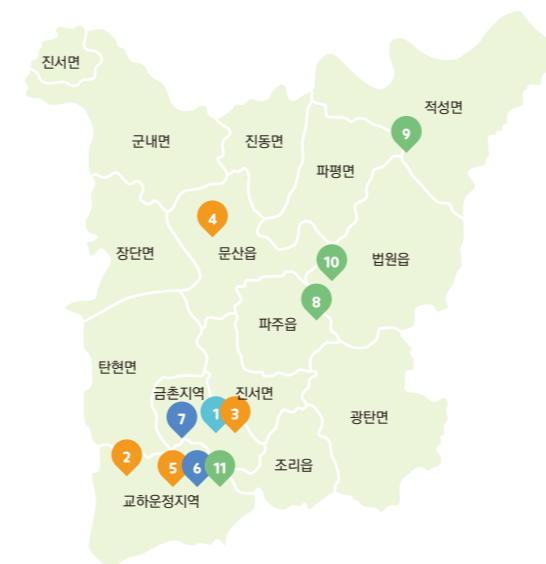 진서면
적성면
9
군내면
진동면
파평면
4
장단면
문산읍
10
법원읍
8
파주읍
탄현면
금촌지역
진서면
7
1
3
광탄면
2
5
6
11
조리읍
교하운정지역